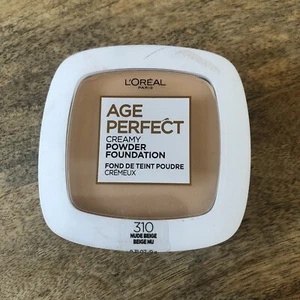 L'ORÉAL
PARIS
AGE
PERFECT
CREAMY
POWDER
FOUNDATION
FOND DE TEINT POUDRE
CRÉMEUX
310
NUDE BEIGE
BEIGE NU